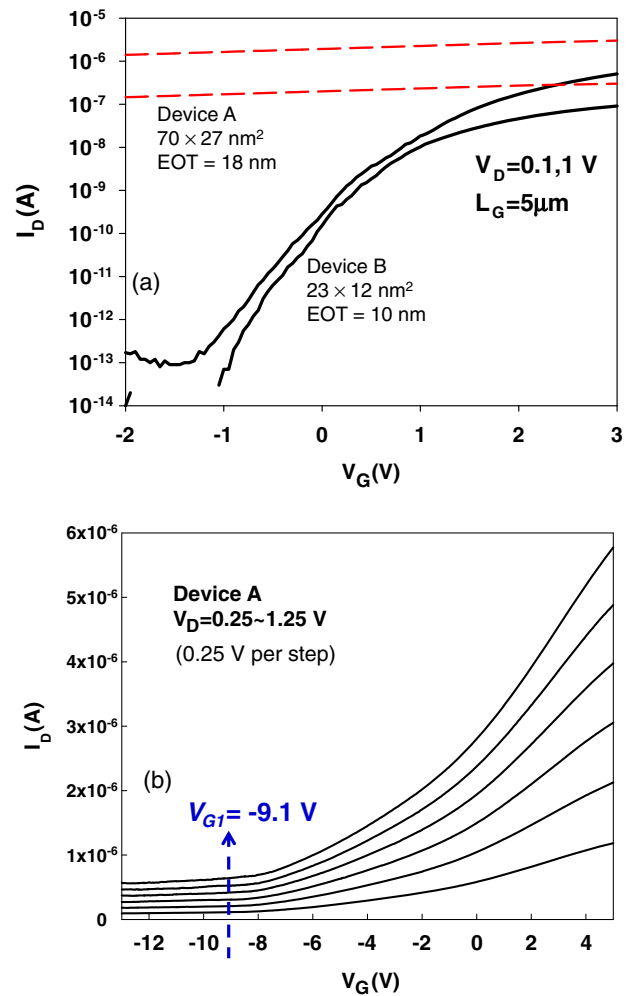 10⁻⁵
10⁻⁶
10⁻⁷
10⁻⁸
10⁻⁹
10⁻¹⁰
10⁻¹¹
10⁻¹²
10⁻¹³
10⁻¹⁴
I_D(A)
Device A
70 × 27 nm²
EOT = 18 nm
V_D=0.1,1 V
L_G=5μm
Device B
23 × 12 nm²
EOT = 10 nm
(a)
-2 -1 0 1 2 3
V_G(V)
6x10⁻⁶
5x10⁻⁶
4x10⁻⁶
3x10⁻⁶
2x10⁻⁶
1x10⁻⁶
0
I_D(A)
Device A
V_D=0.25~1.25 V
(0.25 V per step)
(b)
V_G1= -9.1 V
-12 -10 -8 -6 -4 -2 0 2 4
V_G(V)